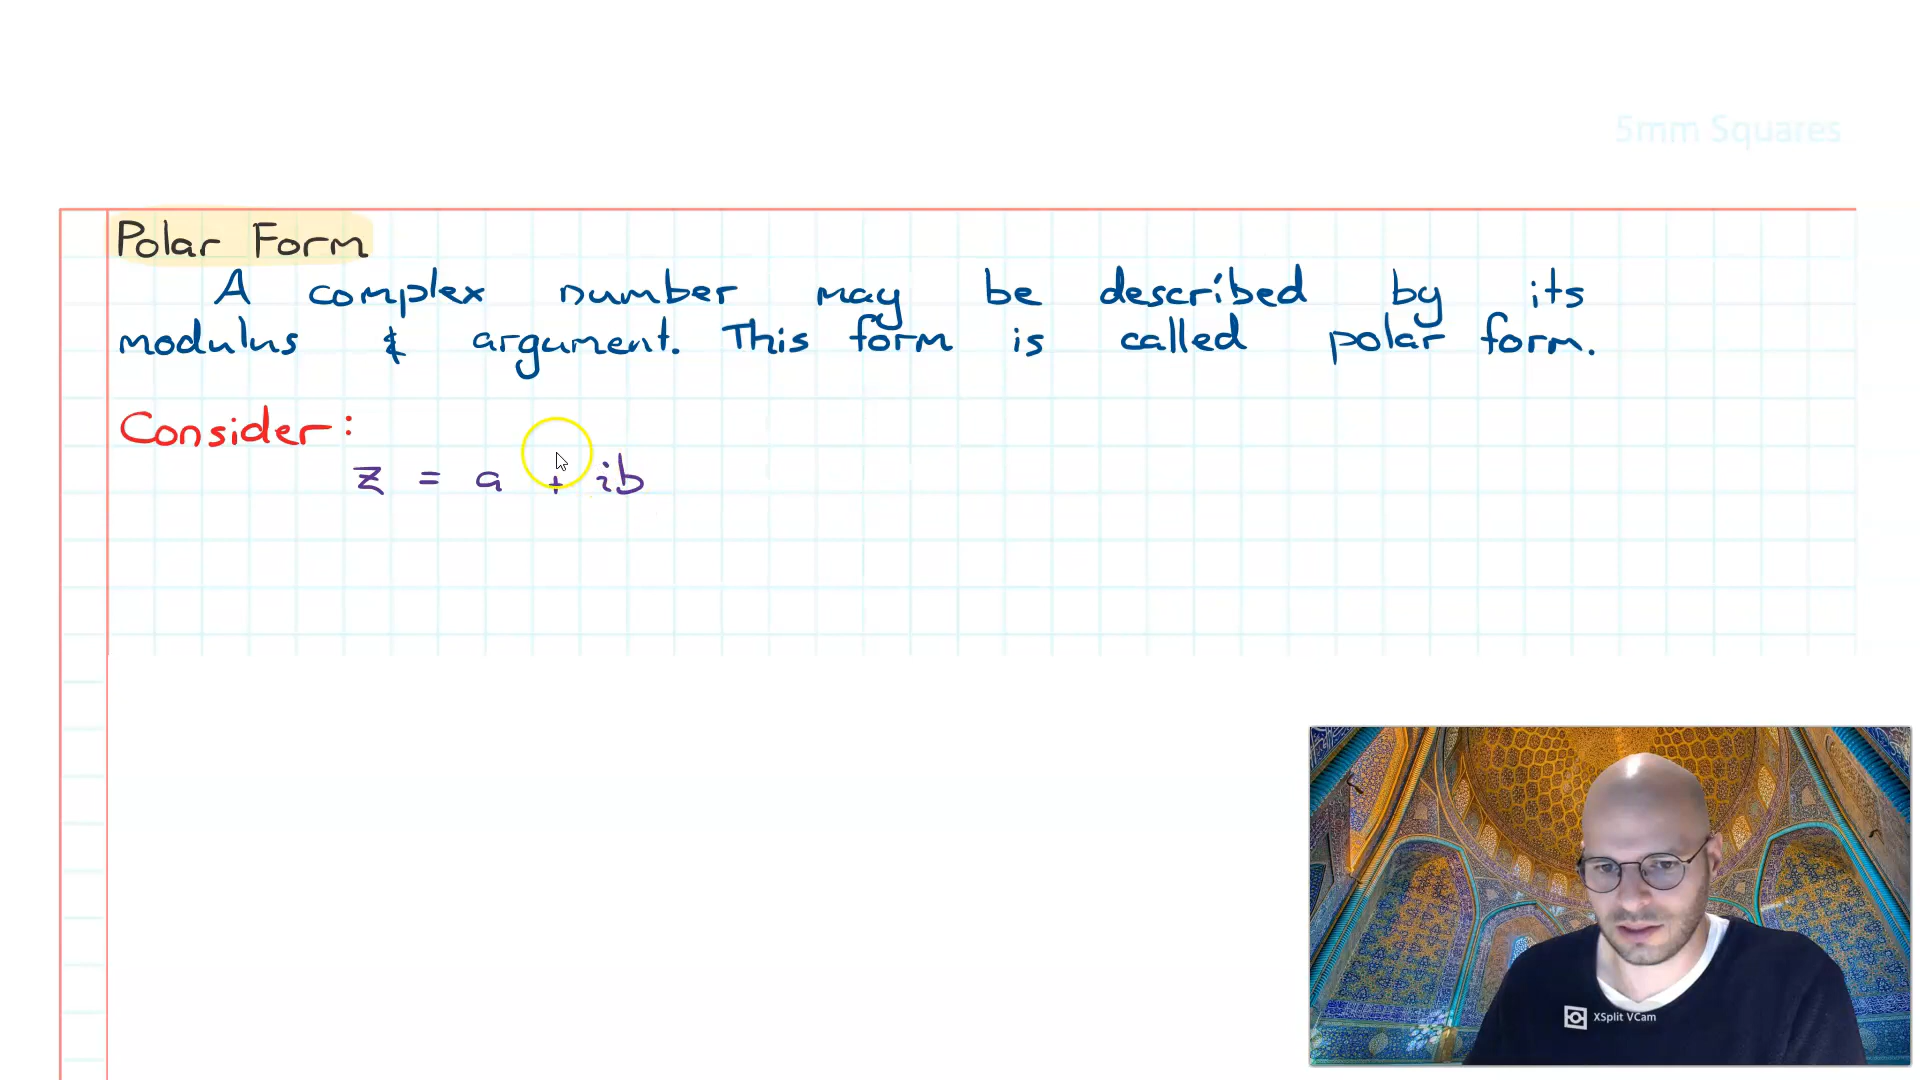 5mm Squares
Polar Form
A complex number may be described by its
modulus & argument. This form is called polar form.
Consider:
z = a + ib
XSplit VCam